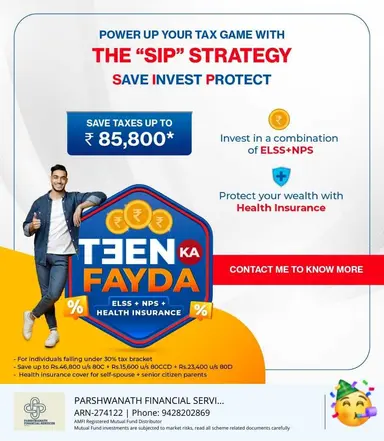 POWER UP YOUR TAX GAME WITH
THE "SIP" STRATEGY
SAVE INVEST PROTECT
SAVE TAXES UP TO
₹ 85,800*
Invest in a combination
of ELSS+NPS
Protect your wealth with
Health Insurance
TEEN KA
FAYDA
ELSS + NPS +
HEALTH INSURANCE
%
%
CONTACT ME TO KNOW MORE
- For individuals falling under 30% tax bracket
- Save up to Rs.46,800 u/s 80C + Rs.15,600 u/s 80CCD + Rs.23,400 u/s 80D
- Health insurance cover for self+spouse + senior citizen parents
PARSHWANATH
FINANCIAL SERVICES
PARSHWANATH FINANCIAL SERVI...
ARN-274122 | Phone: 9428202869
AMFI Registered Mutual Fund Distributor
Mutual Fund investments are subjected to market risks, read all scheme related documents carefully